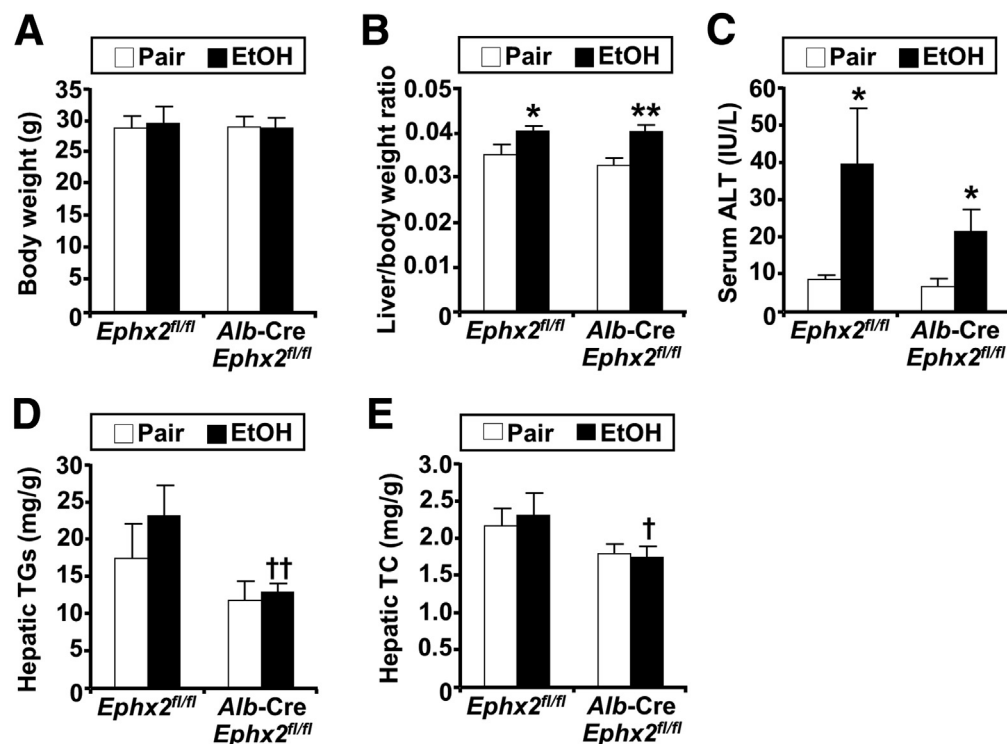 A
Pair EtOH
Body weight (g)
35
30
25
20
15
10
5
0
Ephx2fl/fl
Alb-Cre
Ephx2fl/fl
B
Pair EtOH
Liver/body weight ratio
0.05
0.04
0.03
0.02
0.01
0
*
**
Ephx2fl/fl
Alb-Cre
Ephx2fl/fl
C
Pair EtOH
Serum ALT (IU/L)
60
50
40
30
20
10
0
*
*
Ephx2fl/fl
Alb-Cre
Ephx2fl/fl
D
Pair EtOH
Hepatic TGs (mg/g)
30
25
20
15
10
5
0
††
Ephx2fl/fl
Alb-Cre
Ephx2fl/fl
E
Pair EtOH
Hepatic TC (mg/g)
3.0
2.5
2.0
1.5
1.0
0.5
0
†
Ephx2fl/fl
Alb-Cre
Ephx2fl/fl